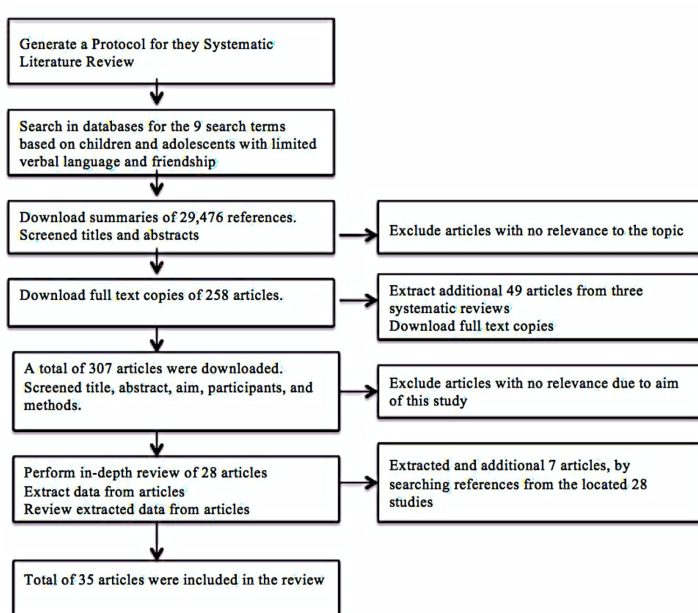 Generate a Protocol for they Systematic
Literature Review
Search in databases for the 9 search terms
based on children and adolescents with limited
verbal language and friendship
Download summaries of 29,476 references.
Screened titles and abstracts
Exclude articles with no relevance to the topic
Download full text copies of 258 articles.
Extract additional 49 articles from three
systematic reviews
Download full text copies
A total of 307 articles were downloaded.
Screened title, abstract, aim, participants, and
methods.
Exclude articles with no relevance due to aim
of this study
Perform in-depth review of 28 articles
Extract data from articles
Review extracted data from articles
Extracted and additional 7 articles, by
searching references from the located 28
studies
Total of 35 articles were included in the review